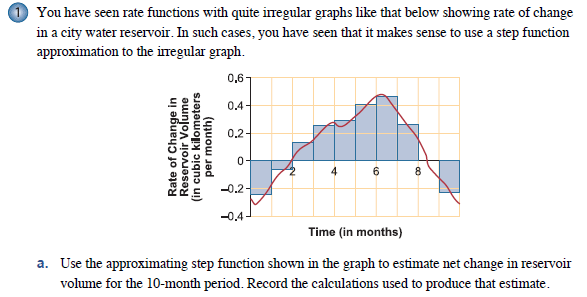 1 You have seen rate functions with quite irregular graphs like that below showing rate of change
in a city water reservoir. In such cases, you have seen that it makes sense to use a step function
approximation to the irregular graph.
Rate of Change in
Reservoir Volume
(in cubic kilometers
per month)
0.6
0.4
0.2
0
–0.2
–0.4
2 4 6 8
Time (in months)
a. Use the approximating step function shown in the graph to estimate net change in reservoir
volume for the 10-month period. Record the calculations used to produce that estimate.